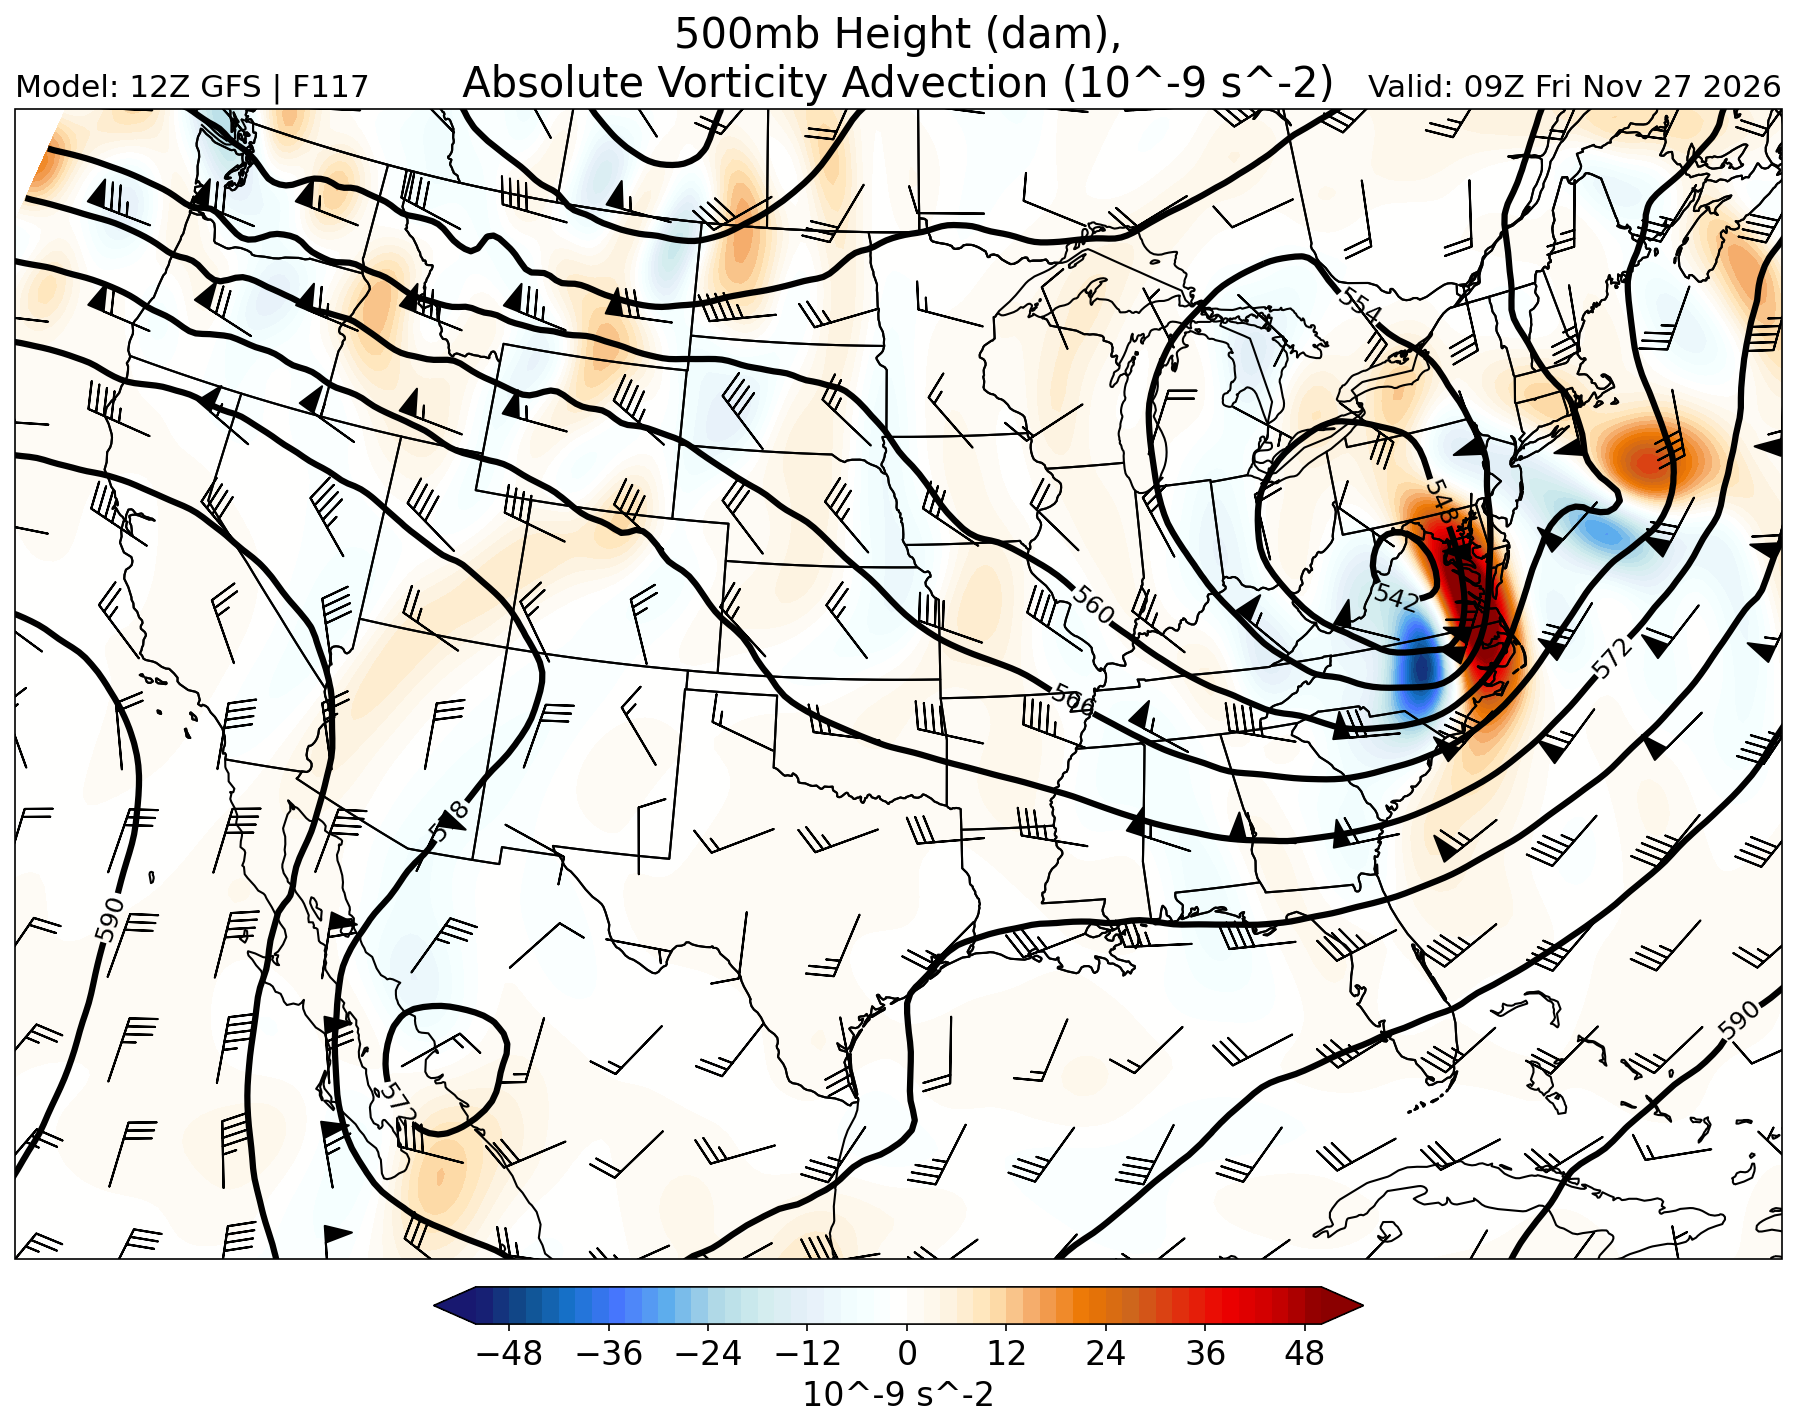 500mb Height (dam),
Model: 12Z GFS | F117
Absolute Vorticity Advection (10^-9 s^-2)
Valid: 09Z Fri Nov 27 2026
554
548
542
560
572
566
590
590
572
−48 −36 −24 −12 0 12 24 36 48
10^-9 s^-2